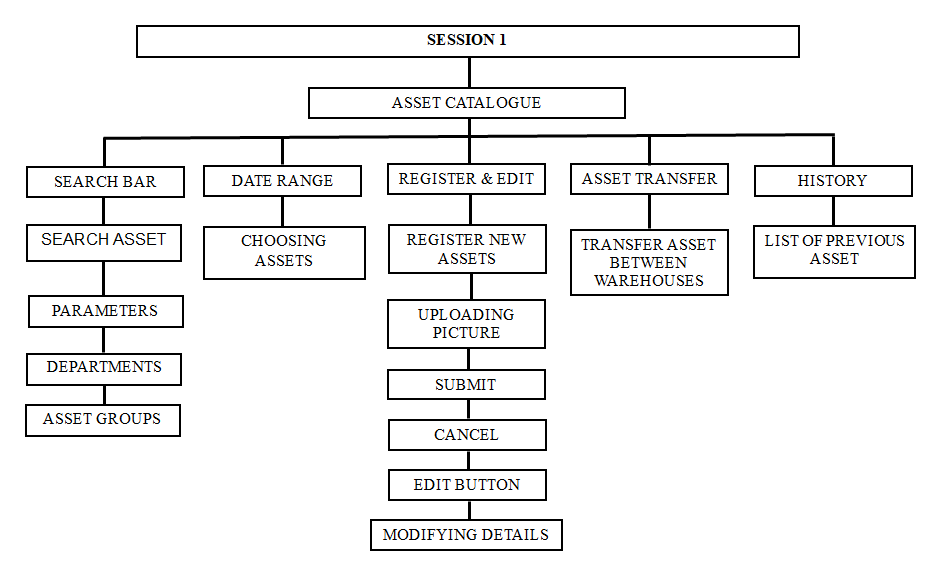 SESSION 1
ASSET CATALOGUE
SEARCH BAR
DATE RANGE
REGISTER & EDIT
ASSET TRANSFER
HISTORY
SEARCH ASSET
CHOOSING
ASSETS
REGISTER NEW
ASSETS
TRANSFER ASSET
BETWEEN
WAREHOUSES
LIST OF PREVIOUS
ASSET
PARAMETERS
UPLOADING
PICTURE
DEPARTMENTS
SUBMIT
ASSET GROUPS
CANCEL
EDIT BUTTON
MODIFYING DETAILS